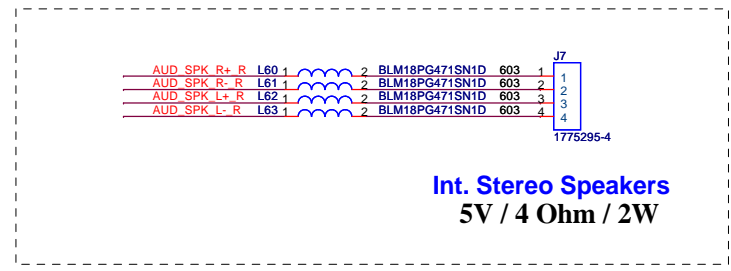 J7
AUD_SPK_R+_R L60 1 2 BLM18PG471SN1D 603 1 1
AUD_SPK_R-_R L61 1 2 BLM18PG471SN1D 603 2 2
AUD_SPK_L+_R L62 1 2 BLM18PG471SN1D 603 3 3
AUD_SPK_L-_R L63 1 2 BLM18PG471SN1D 603 4 4
1775295-4
Int. Stereo Speakers
5V / 4 Ohm / 2W